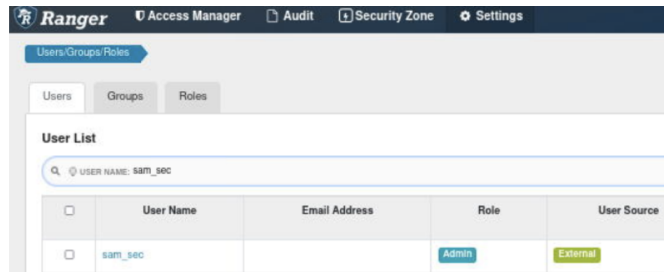 Ranger Access Manager Audit Security Zone Settings
Users/Groups/Roles
Users Groups Roles
User List
USER NAME: sam_sec
User Name Email Address Role User Source
sam_sec Admin External